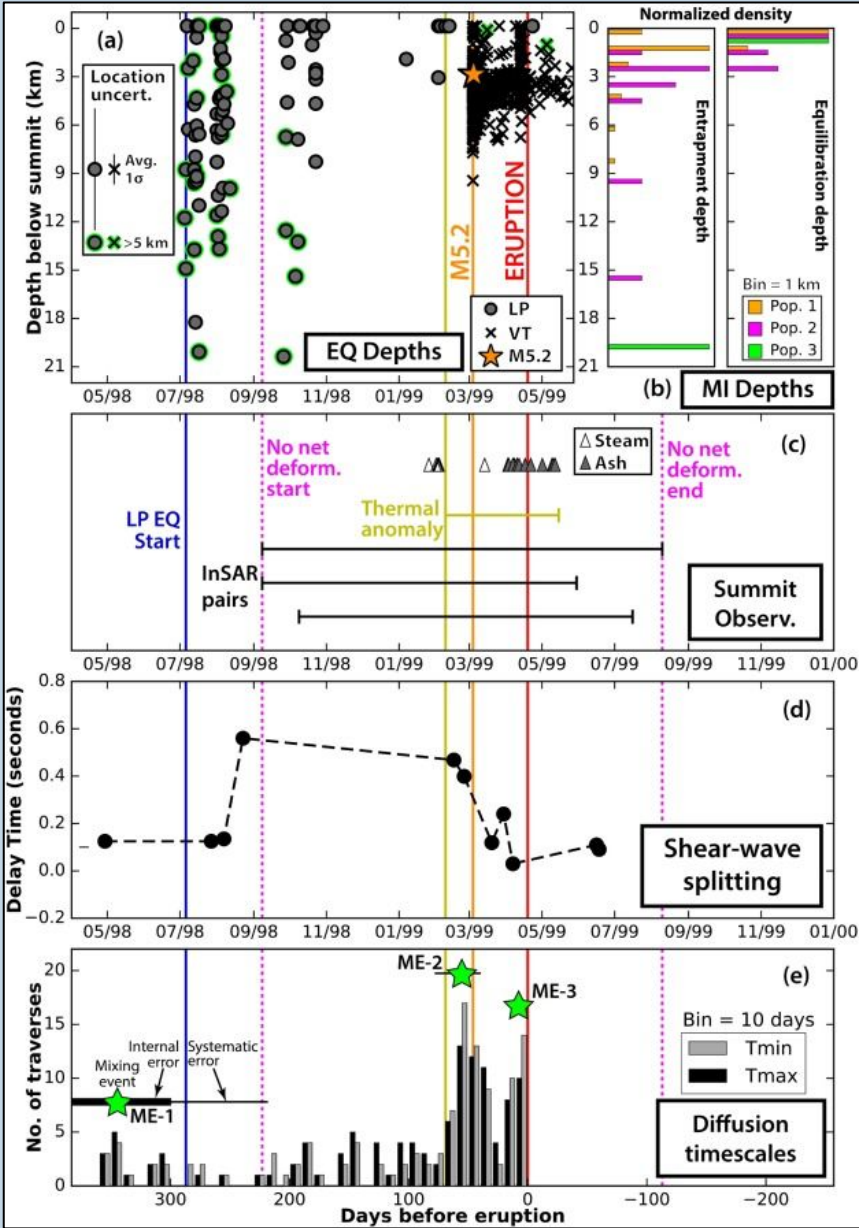 Normalized density
(a)
Location
uncert.
Avg.
1σ
>5 km
Depth below summit (km)
0
3
6
9
12
15
18
21
M5.2
ERUPTION
LP
VT
M5.2
EQ Depths
05/98 07/98 09/98 11/98 01/99 03/99 05/99
0
3
6
9
12
15
18
21
Entrapment depth
Equilibration depth
Bin = 1 km
Pop. 1
Pop. 2
Pop. 3
(b)
MI Depths
(c)
No net
deform.
start
Steam
Ash
No net
deform.
end
LP EQ
Start
Thermal
anomaly
InSAR
pairs
Summit
Observ.
05/98 07/98 09/98 11/98 01/99 03/99 05/99 07/99 09/99 11/99 01/00
(d)
Delay Time (seconds)
0.8
0.6
0.4
0.2
0.0
−0.2
Shear-wave
splitting
05/98 07/98 09/98 11/98 01/99 03/99 05/99 07/99 09/99 11/99 01/00
(e)
No. of traverses
20
15
10
5
0
ME-2
ME-3
Mixing
event
Internal
error
Systematic
error
ME-1
Bin = 10 days
Tmin
Tmax
Diffusion
timescales
300 200 100 0 −100 −200
Days before eruption